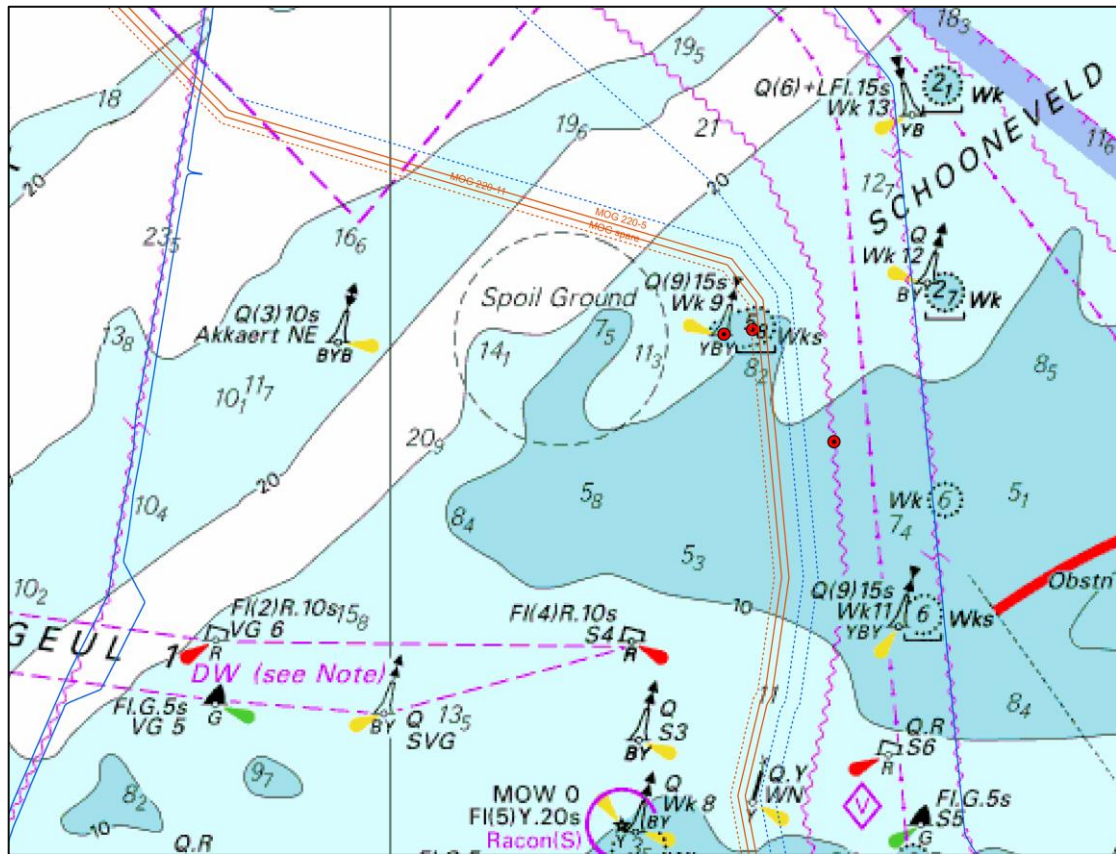 18₃
19₅
Q(6)+LFl.15s
Wk 13
YB
2₁
Wk
SCHOONEVELD
11₆
18
20
19₆
21
20
12₇
MOG 220-11
MOG 220-5
MOG spare
23₅
16₆
Q
Wk 12
BY
2₇
Wk
Q(3)10s
Akkaert NE
BYB
Spoil Ground
7₅
14₁
11₃
Q(9)15s
Wk 9
YBY
Wks
8₂
8₅
13₈
10₁
11₇
20₉
20
10₄
5₈
8₄
5₃
Wk
6
5₁
7₄
10
Q(9)15s
Wk11
YBY
6
Wks
Obstn
10₂
Fl(2)R.10s
VG 6
R
15₈
Fl(4)R.10s
S4
R
GEUL 1
DW (see Note)
Fl.G.5s
VG 5
G
BY
Q
SVG
13₅
Q
S3
BY
11
8₄
Q.R
S6
R
9₇
8₂
10
Q.R
MOW 0
Fl(5)Y.20s
Racon(S)
Y
Q
Wk 8
BY
Q.Y
WN
Y
V
Fl.G.5s
S5
G